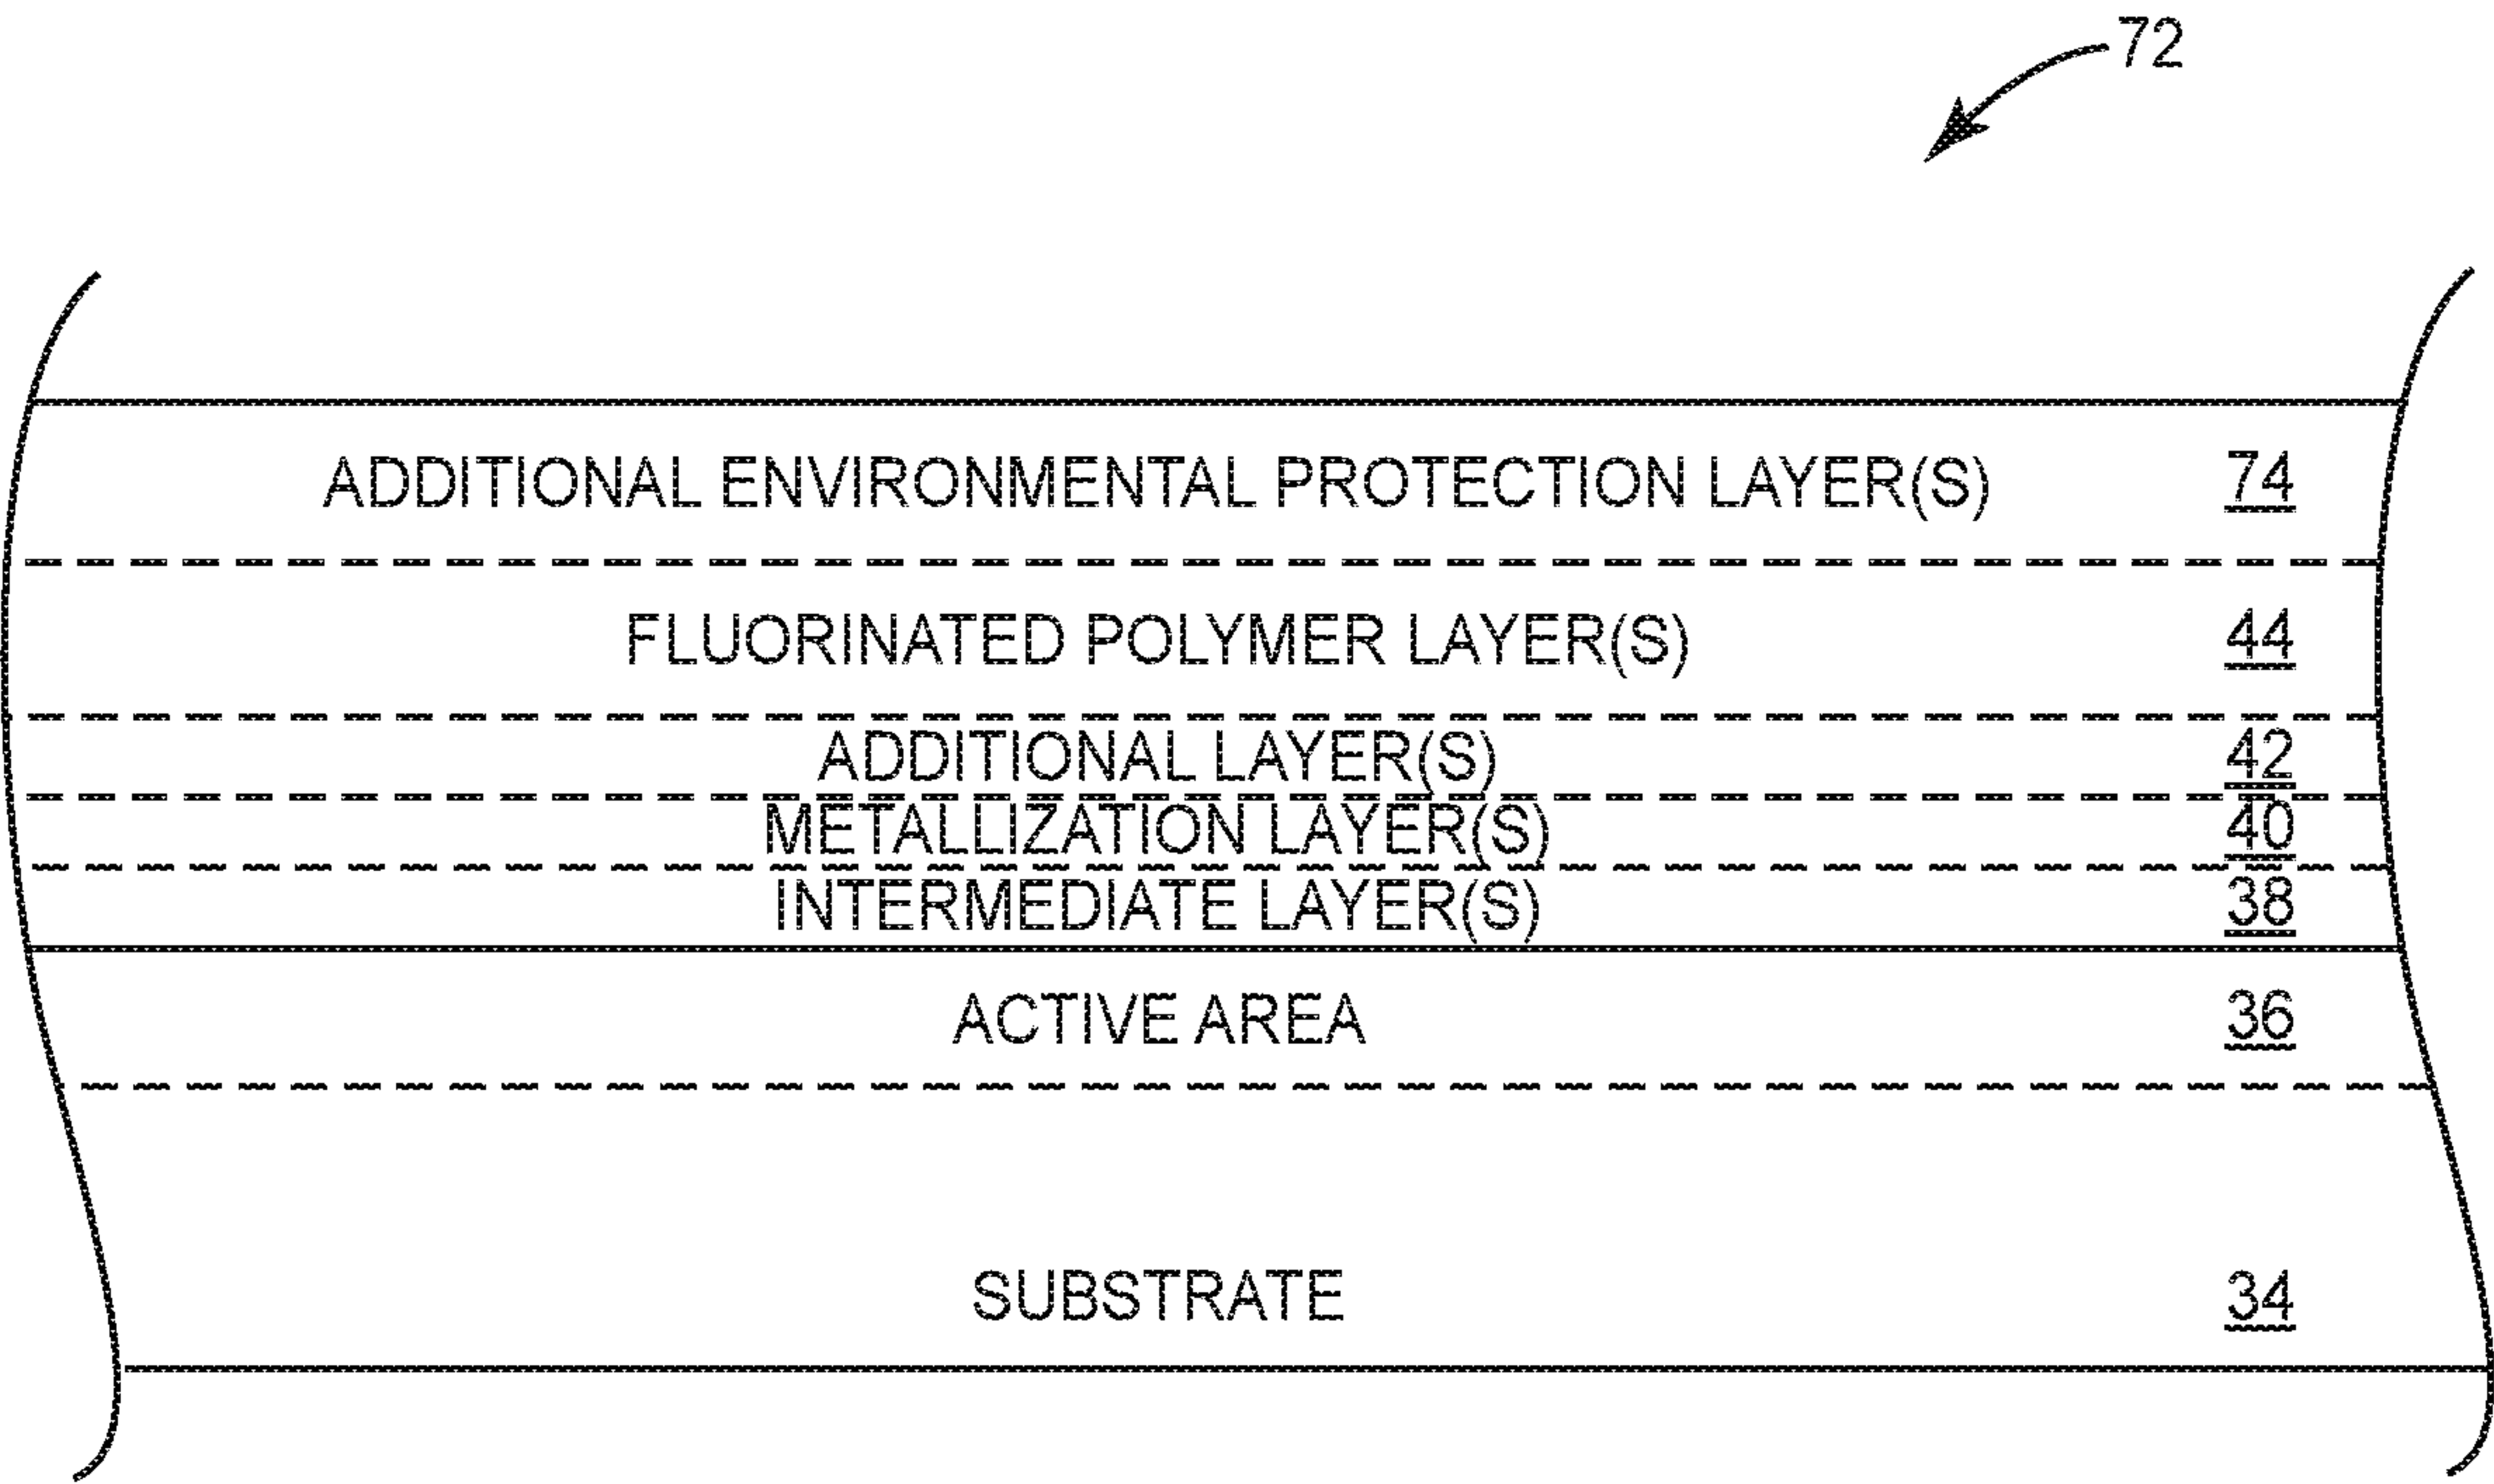 72
ADDITIONAL ENVIRONMENTAL PROTECTION LAYER(S) 74
FLUORINATED POLYMER LAYER(S) 44
ADDITIONAL LAYER(S) 42
METALLIZATION LAYER(S) 40
INTERMEDIATE LAYER(S) 38
ACTIVE AREA 36
SUBSTRATE 34